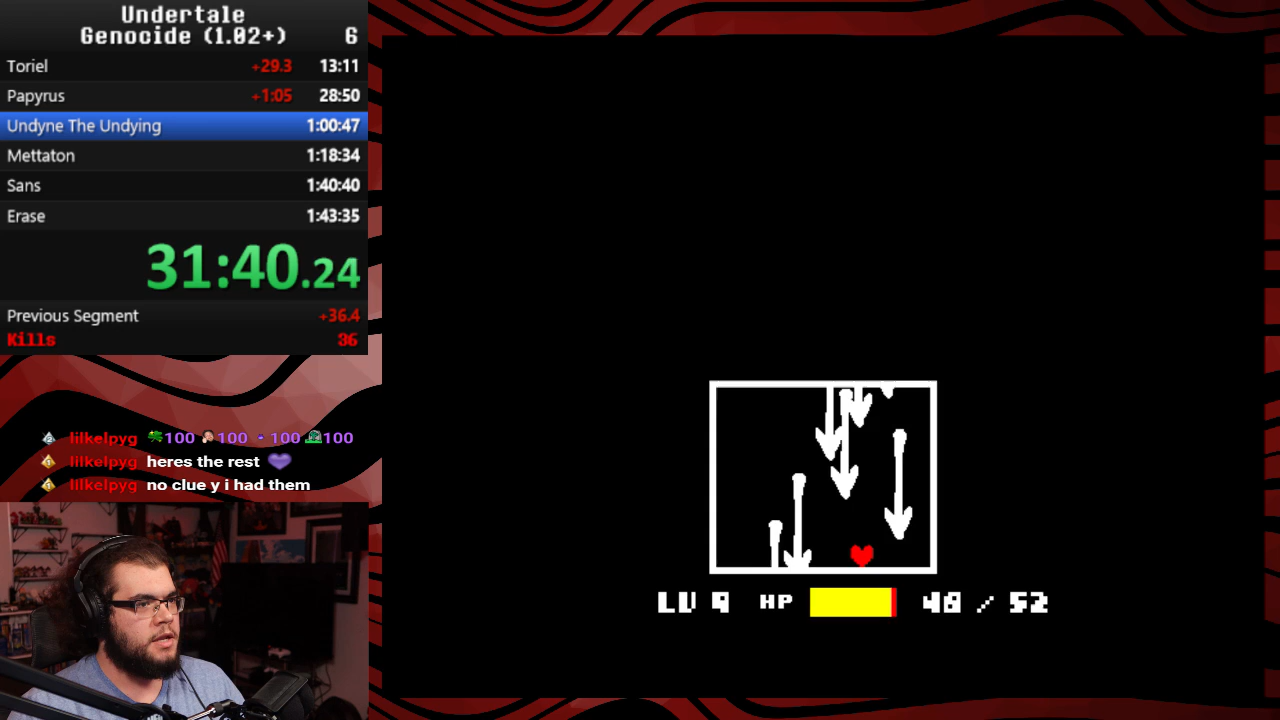 Undertale
Genocide (1.02+) 6
Toriel +29.3 13:11
Papyrus +1:05 28:50
Undyne The Undying 1:00:47
Mettaton 1:18:34
Sans 1:40:40
Erase 1:43:35
31:40.24
Previous Segment +36.4
Kills 36
lilkelpyg 100 100 - 100 100
lilkelpyg heres the rest
lilkelpyg no clue y i had them
LV 9 HP 48 / 52